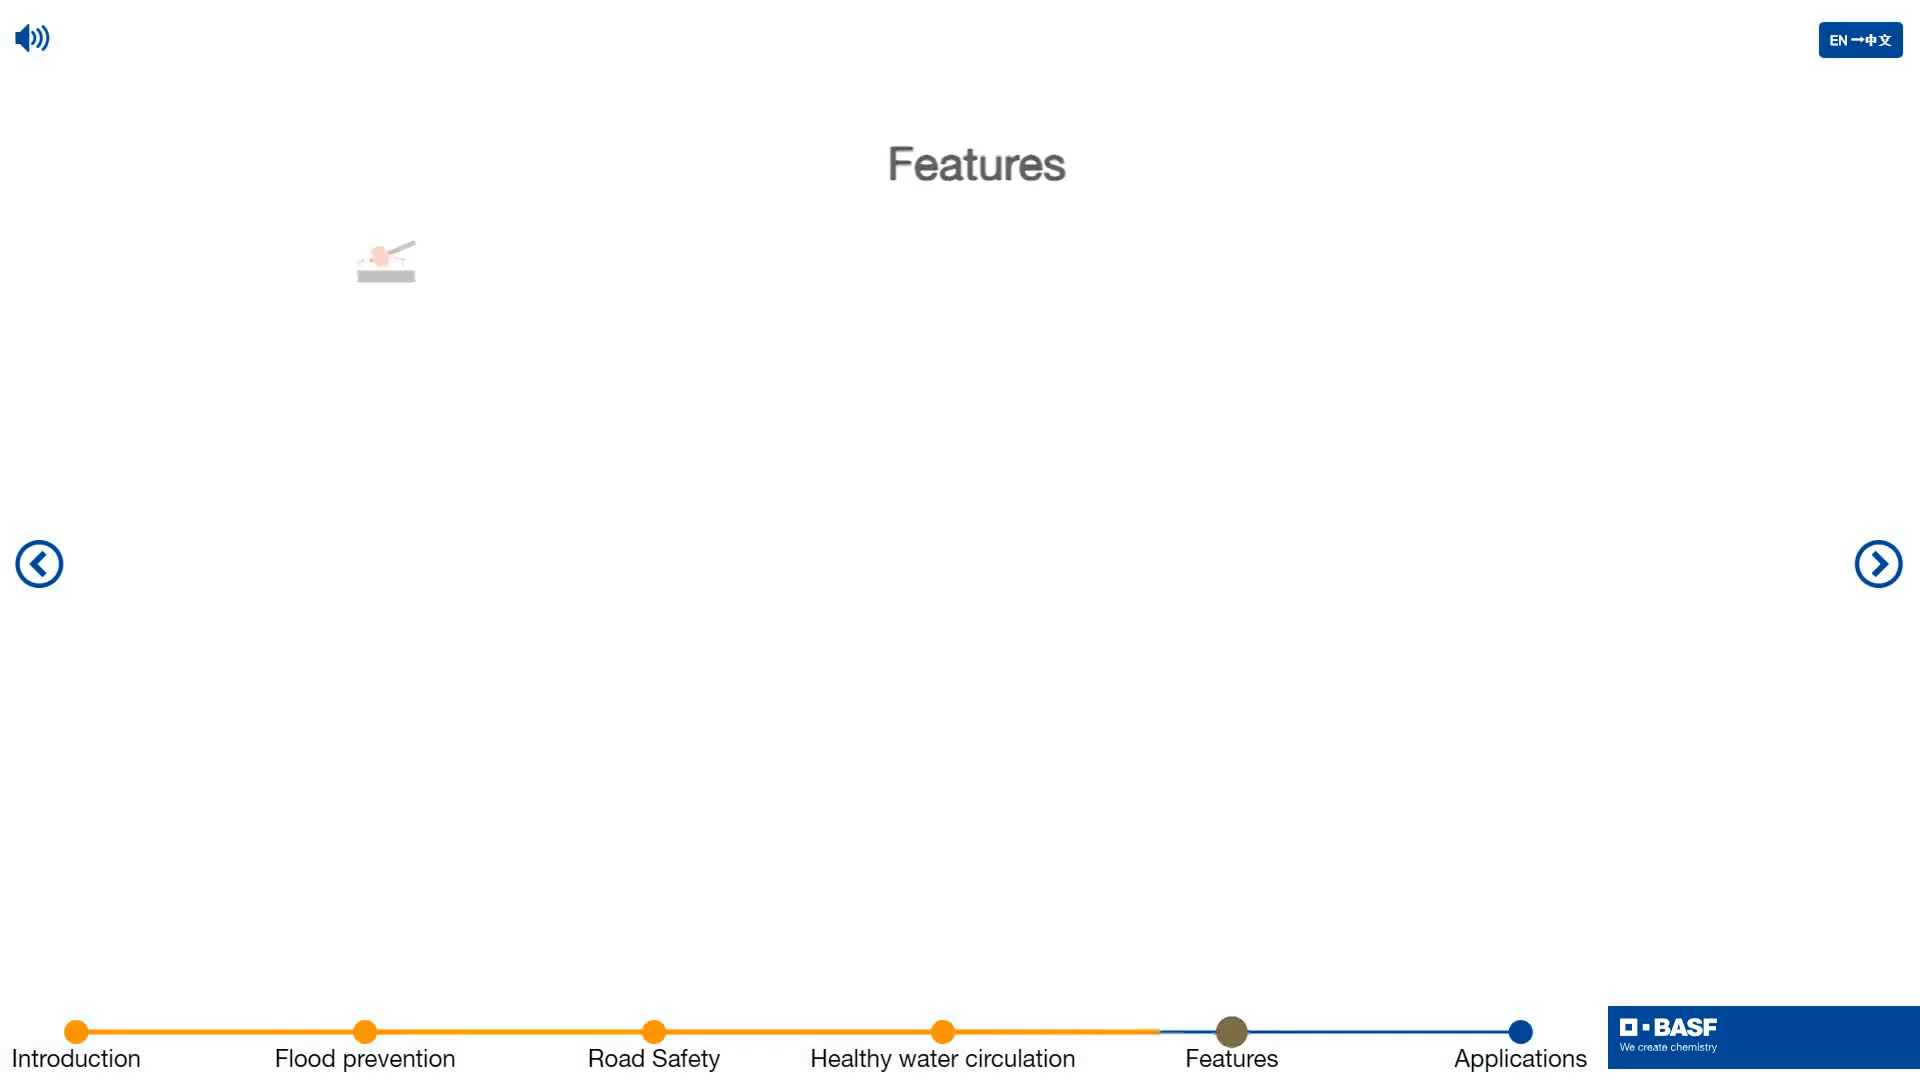 EN→中文
Features
Introduction
Flood prevention
Road Safety
Healthy water circulation
Features
Applications
BASF
We create chemistry